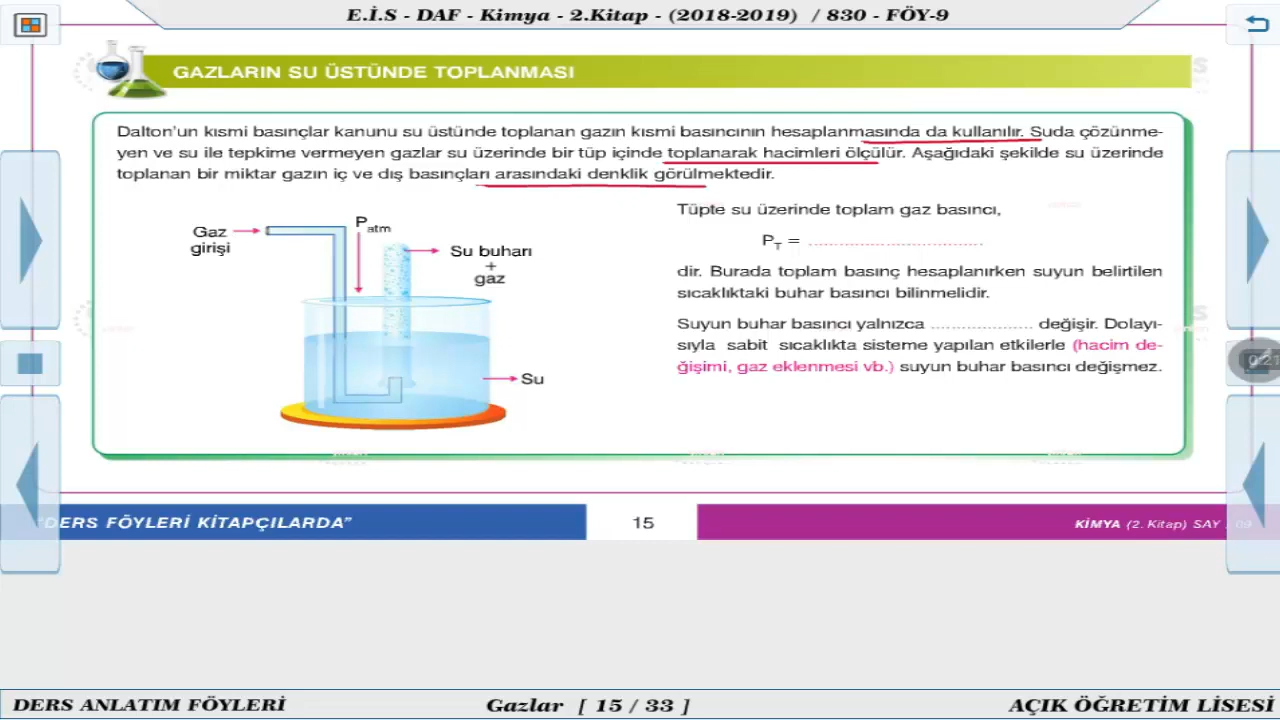 E.İ.S - DAF - Kimya - 2.Kitap - (2018-2019) / 830 - FÖY-9
GAZLARIN SU ÜSTÜNDE TOPLANMASI
Dalton'un kısmi basınçlar kanunu su üstünde toplanan gazın kısmi basıncının hesaplanmasında da kullanılır. Suda çözünme-
yen ve su ile tepkime vermeyen gazlar su üzerinde bir tüp içinde toplanarak hacimleri ölçülür. Aşağıdaki şekilde su üzerinde
toplanan bir miktar gazın iç ve dış basınçları arasındaki denklik görülmektedir.
Gaz
girişi
Patm
Su buharı
+
gaz
Su
Tüpte su üzerinde toplam gaz basıncı,
PT = ............................................
dir. Burada toplam basınç hesaplanırken suyun belirtilen
sıcaklıktaki buhar basıncı bilinmelidir.
Suyun buhar basıncı yalnızca ..................... değişir. Dolayı-
sıyla sabit sıcaklıkta sisteme yapılan etkilerle (hacim de-
ğişimi, gaz eklenmesi vb.) suyun buhar basıncı değişmez.
0:21
"DERS FÖYLERİ KİTAPÇILARDA"
15
KİMYA (2. Kitap) SAY . 09
DERS ANLATIM FÖYLERİ
Gazlar [ 15 / 33 ]
AÇIK ÖĞRETİM LİSESİ